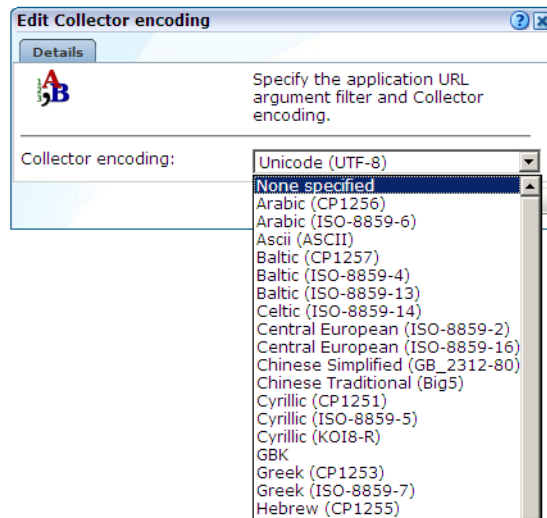 Edit Collector encoding
Details
Specify the application URL
argument filter and Collector
encoding.
Collector encoding:
Unicode (UTF-8)
None specified
Arabic (CP1256)
Arabic (ISO-8859-6)
Ascii (ASCII)
Baltic (CP1257)
Baltic (ISO-8859-4)
Baltic (ISO-8859-13)
Celtic (ISO-8859-14)
Central European (ISO-8859-2)
Central European (ISO-8859-16)
Chinese Simplified (GB_2312-80)
Chinese Traditional (Big5)
Cyrillic (CP1251)
Cyrillic (ISO-8859-5)
Cyrillic (KOI8-R)
GBK
Greek (CP1253)
Greek (ISO-8859-7)
Hebrew (CP1255)